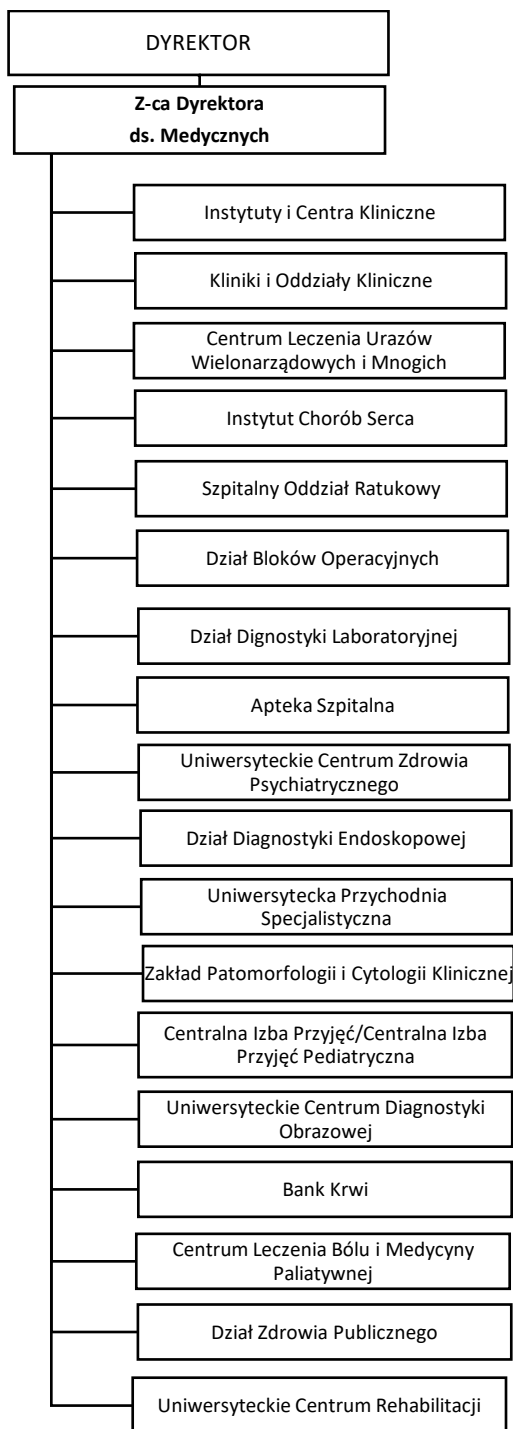 DYREKTOR
Z-ca Dyrektora
ds. Medycznych
Instytuty i Centra Kliniczne
Kliniki i Oddziały Kliniczne
Centrum Leczenia Urazów
Wielonarządowych i Mnogich
Instytut Chorób Serca
Szpitalny Oddział Ratukowy
Dział Bloków Operacyjnych
Dział Dignostyki Laboratoryjnej
Apteka Szpitalna
Uniwersyteckie Centrum Zdrowia
Psychiatrycznego
Dział Diagnostyki Endoskopowej
Uniwersytecka Przychodnia
Specjalistyczna
Zakład Patomorfologii i Cytologii Klinicznej
Centralna Izba Przyjęć/Centralna Izba
Przyjęć Pediatryczna
Uniwersyteckie Centrum Diagnostyki
Obrazowej
Bank Krwi
Centrum Leczenia Bólu i Medycyny
Paliatywnej
Dział Zdrowia Publicznego
Uniwersyteckie Centrum Rehabilitacji